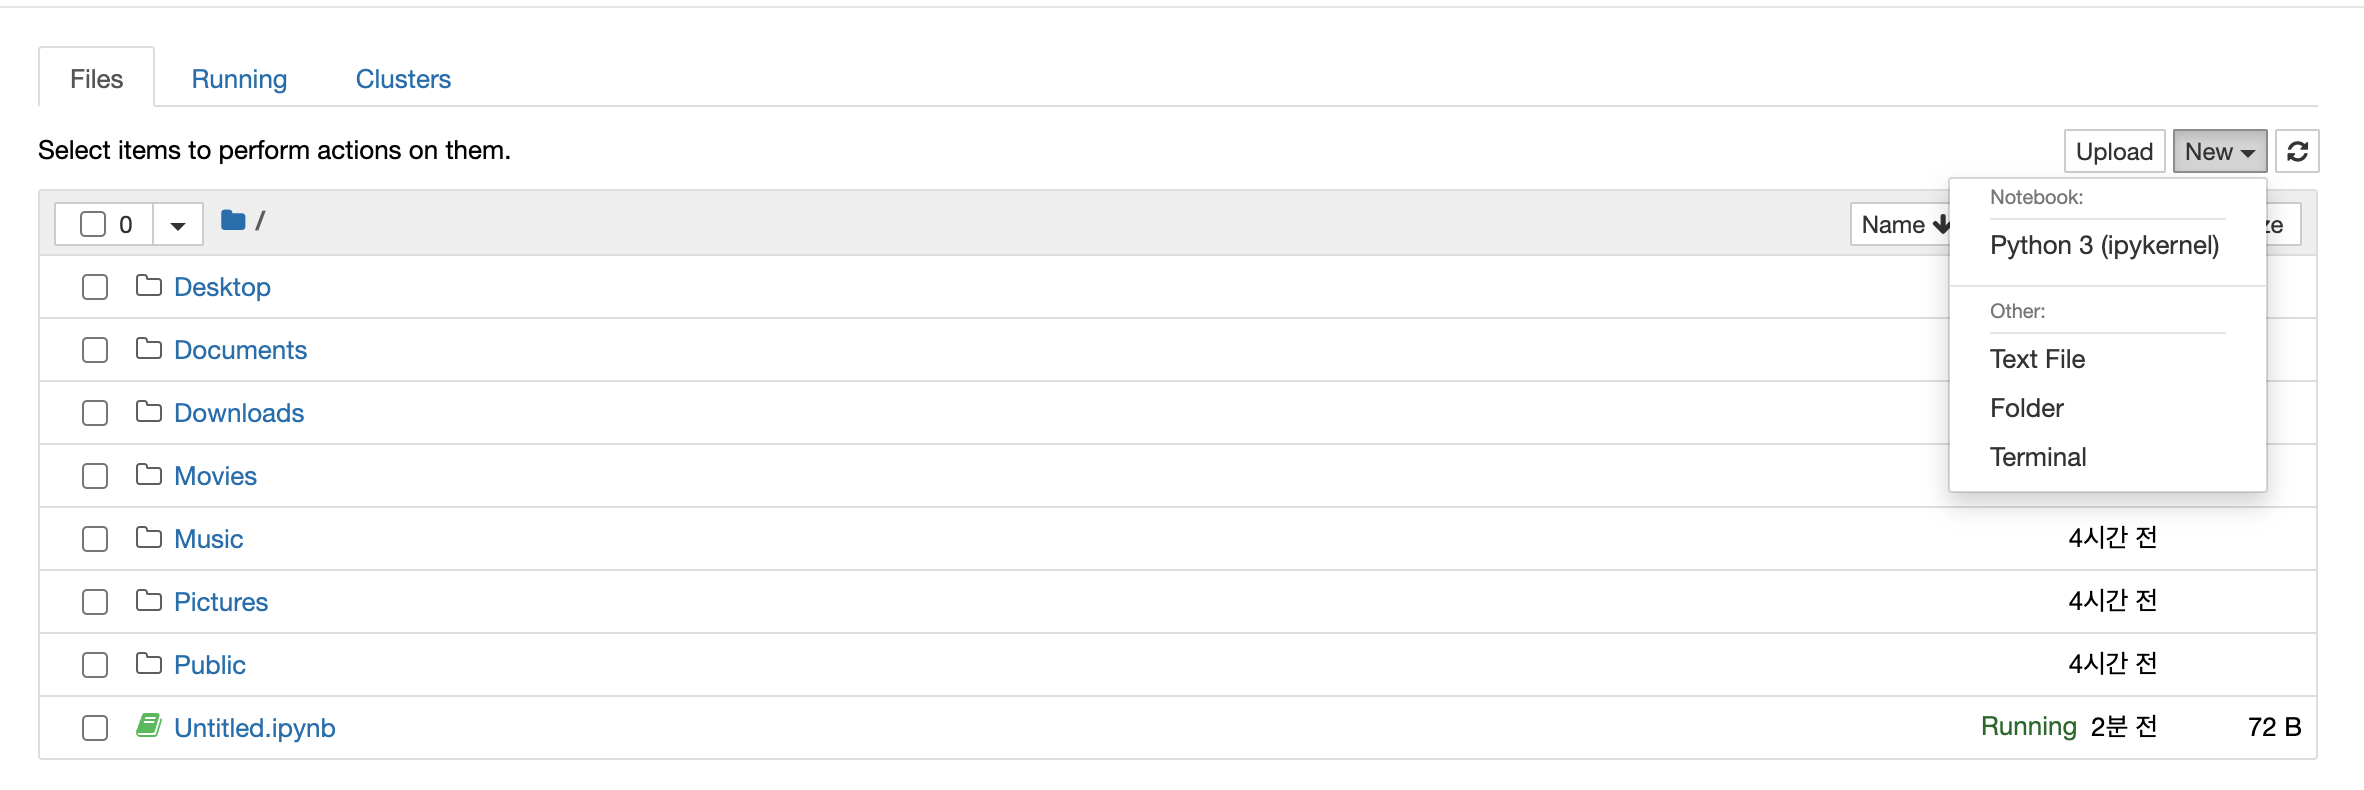 Files Running Clusters
Select items to perform actions on them.
Upload New
0 /
Name
Notebook:
Python 3 (ipykernel)
Other:
Text File
Folder
Terminal
Desktop
Documents
Downloads
Movies
Music 4시간 전
Pictures 4시간 전
Public 4시간 전
Untitled.ipynb Running 2분 전 72 B